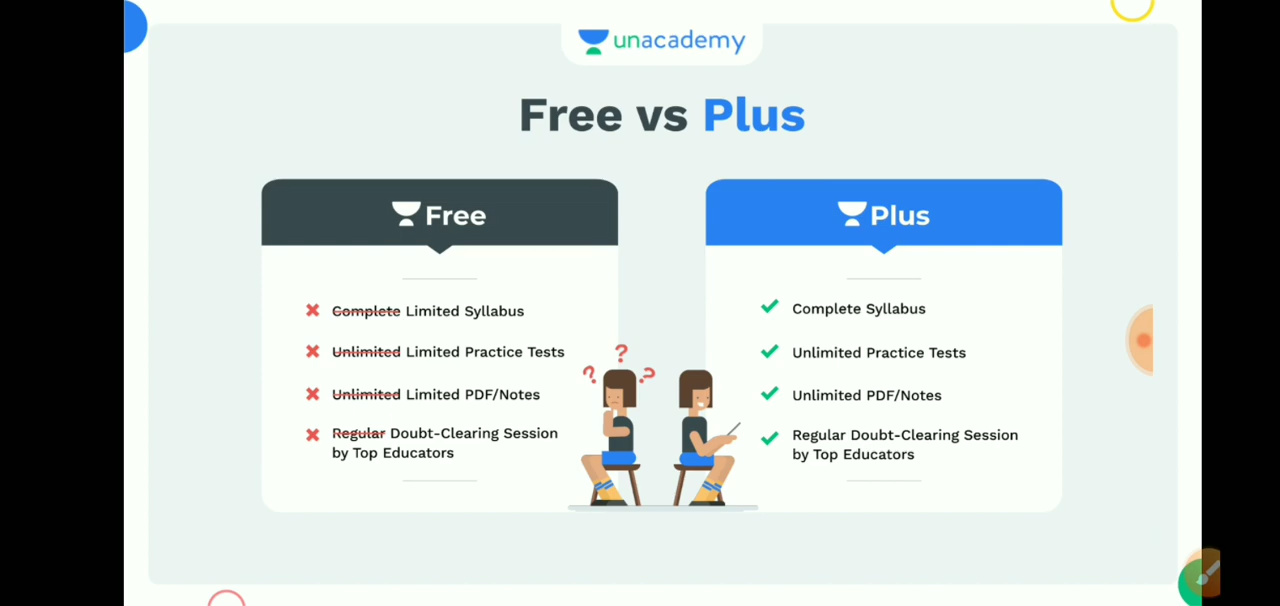 unacademy
Free vs Plus
Free
Complete Limited Syllabus
Unlimited Limited Practice Tests
Unlimited Limited PDF/Notes
Regular Doubt-Clearing Session
by Top Educators
? ? ?
Plus
Complete Syllabus
Unlimited Practice Tests
Unlimited PDF/Notes
Regular Doubt-Clearing Session
by Top Educators